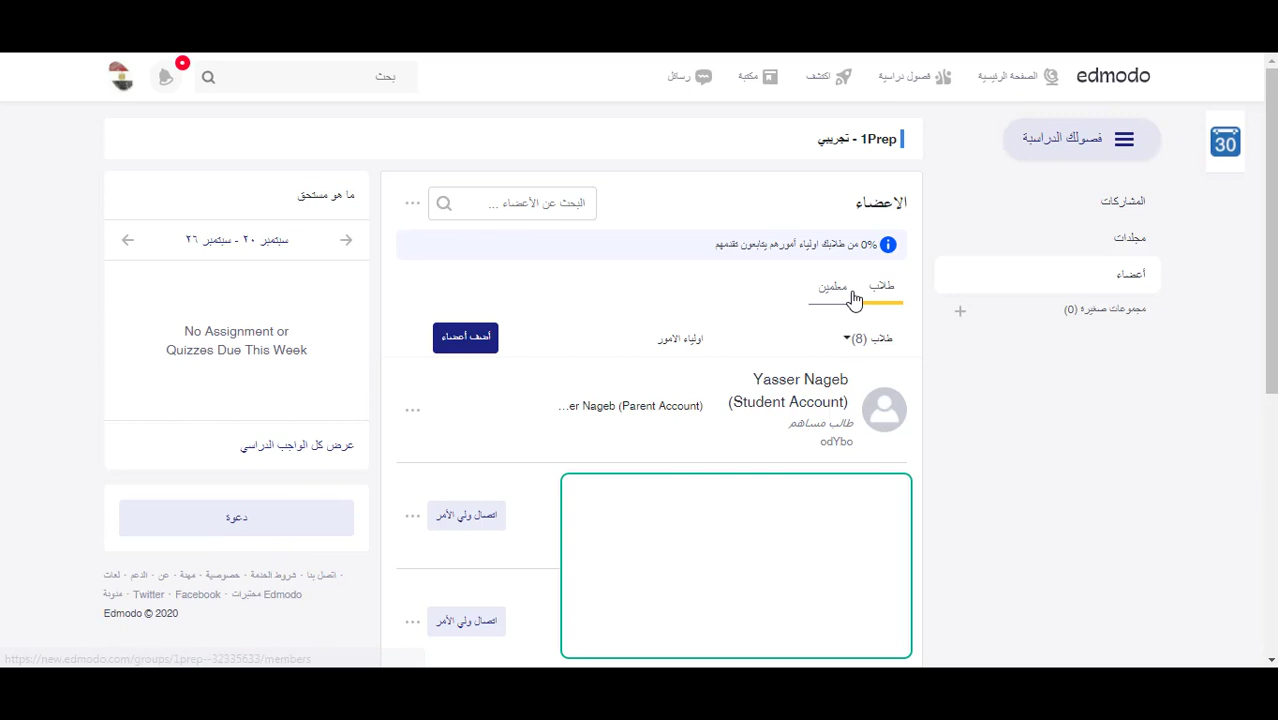 edmodo
الصفحة الرئيسية
فصول دراسية
اكتشف
مكتبة
رسائل
بحث
30
فصولك الدراسية
1Prep - تجريبي
المشاركات
مجلدات
أعضاء
مجموعات صغيره (0)
الاعضاء
البحث عن الأعضاء ...
0% من طلابك اولياء أمورهم يتابعون تقدمهم
طلاب
معلمين
طلاب (8)
اولياء الامور
أضف أعضاء
Yasser Nageb
(Student Account)
...er Nageb (Parent Account)
طالب مساهم
odYbo
اتصال ولي الأمر
اتصال ولي الأمر
ما هو مستحق
سبتمبر ٢٠ - سبتمبر ٢٦
No Assignment or
Quizzes Due This Week
عرض كل الواجب الدراسي
دعوة
اتصل بنا · شروط الخدمة · خصوصية · مهنة · عن · الدعم · لغات
Edmodo مختبرات · Facebook · Twitter · مدونة
Edmodo © 2020
https://new.edmodo.com/groups/1prep--32335633/members